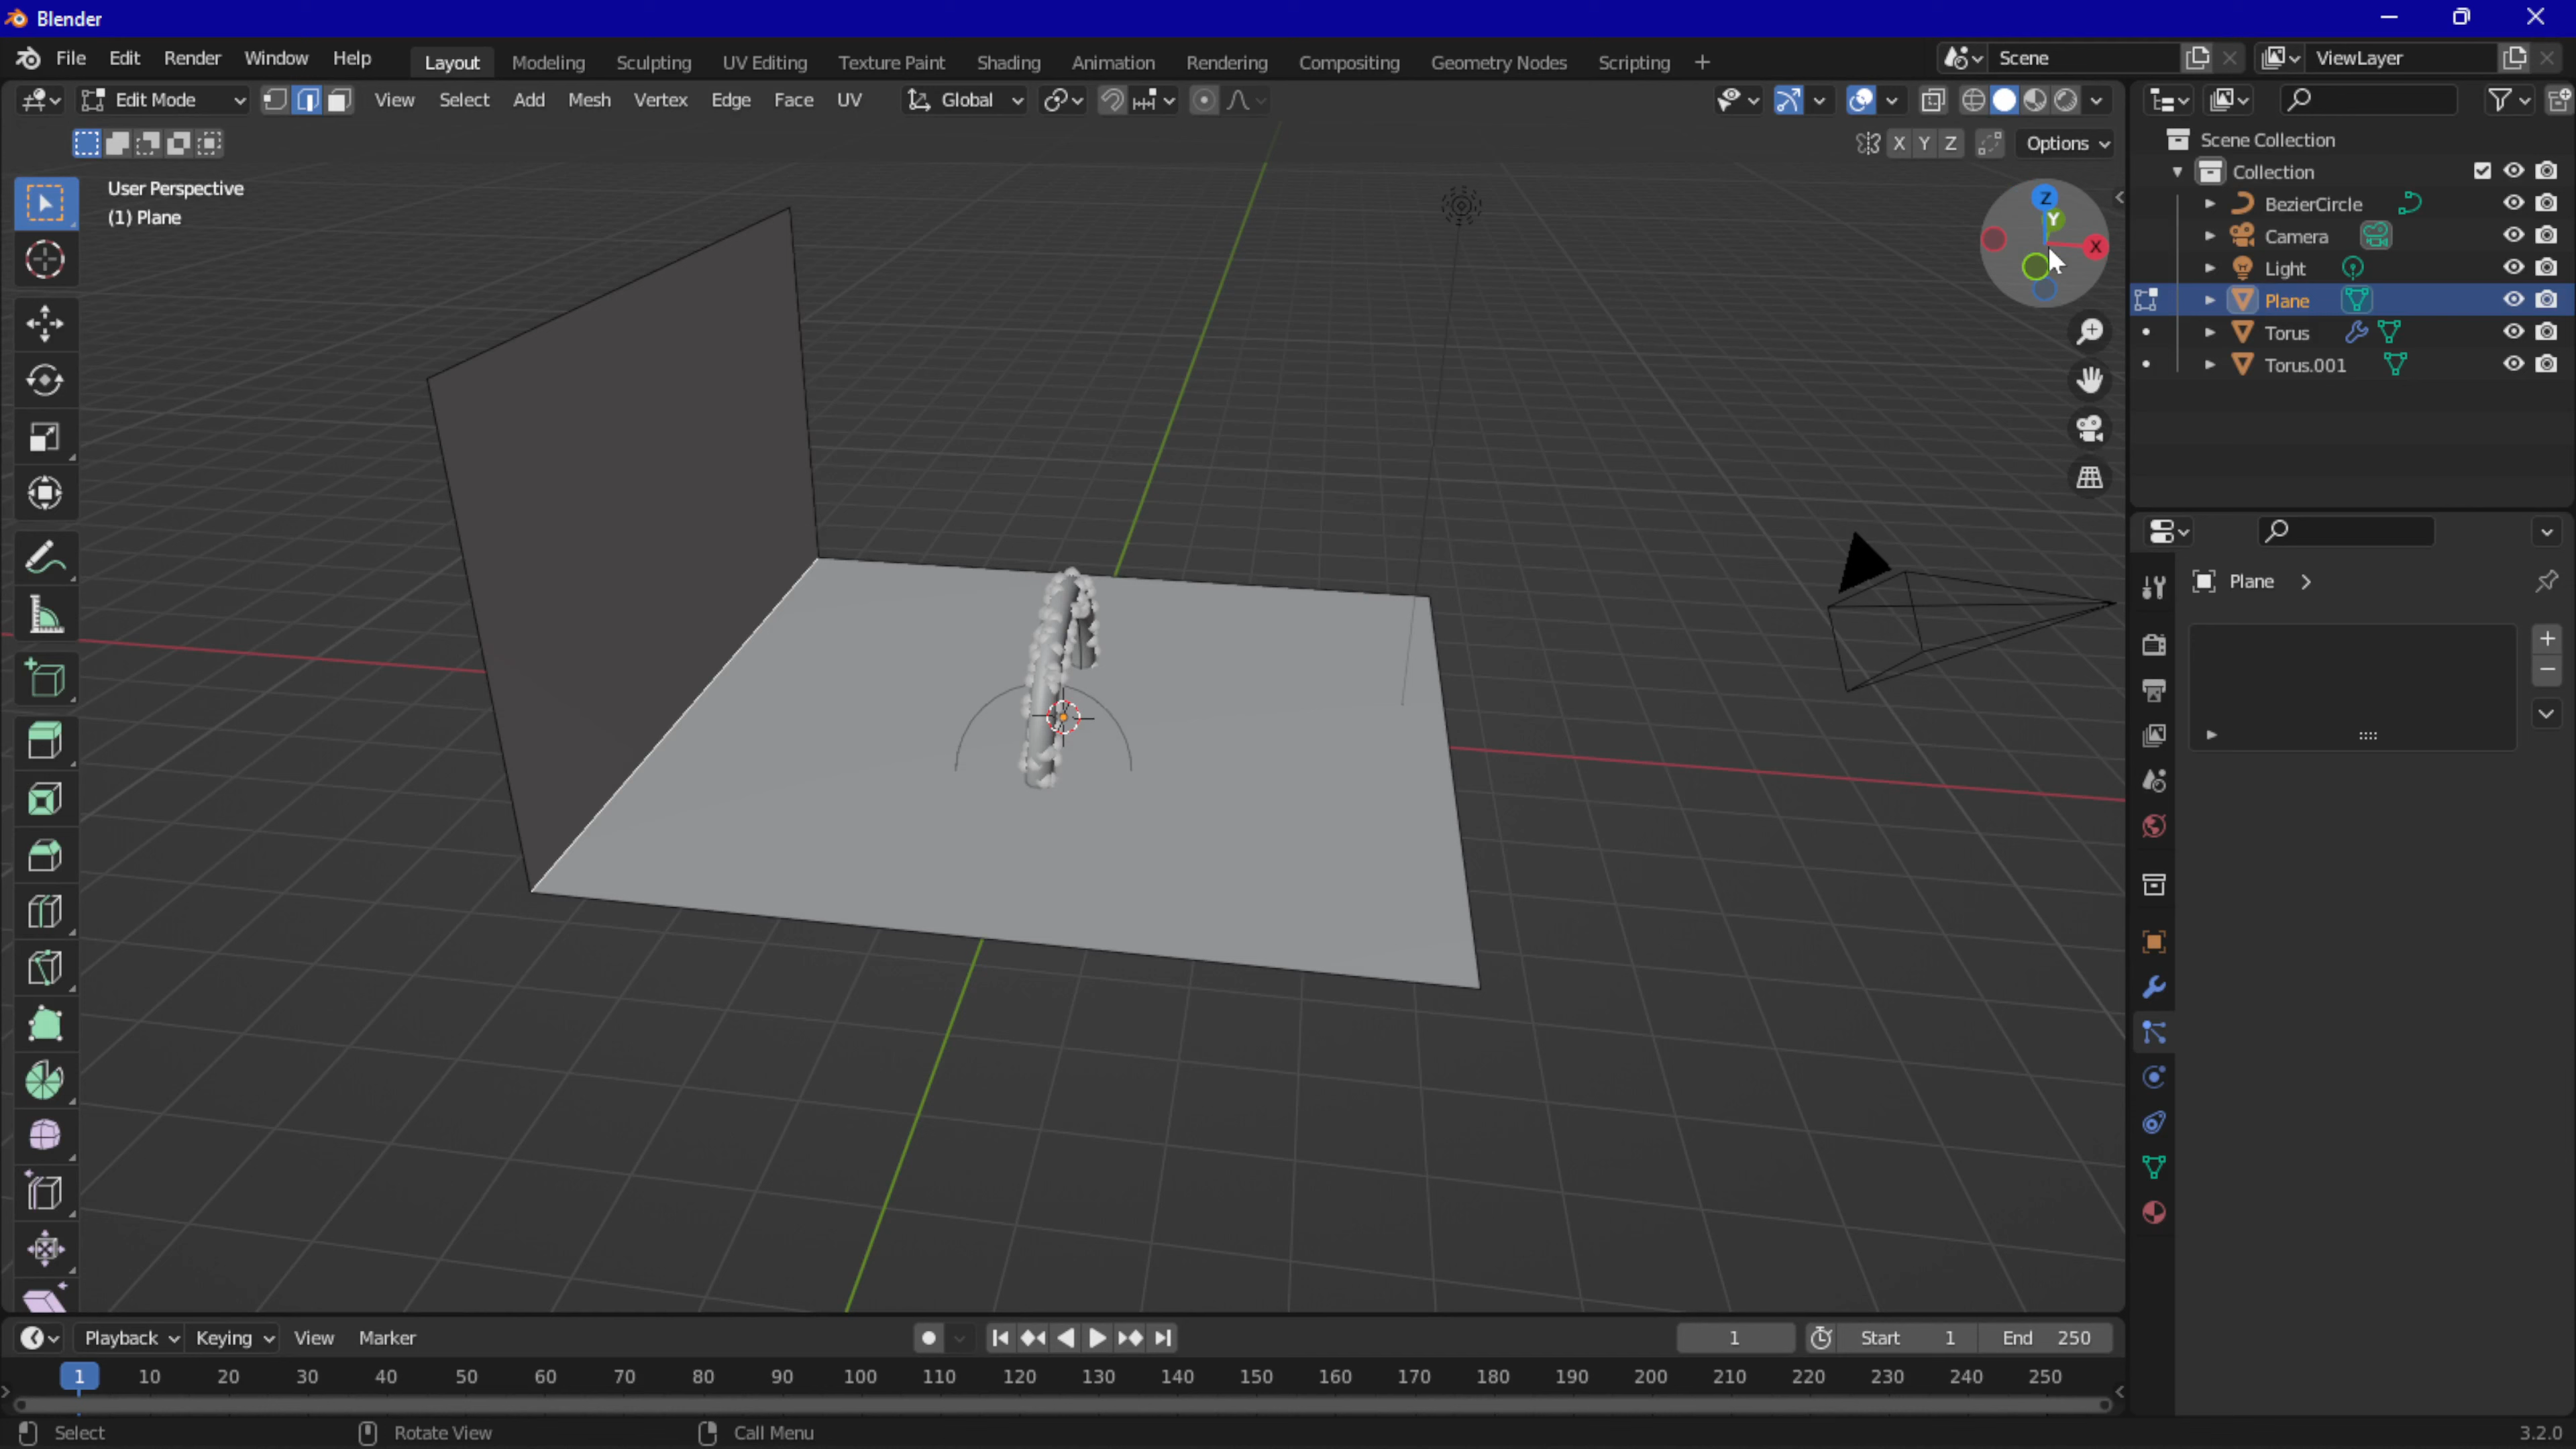 Blender
File Edit Render Window Help Layout Modeling Sculpting UV Editing Texture Paint Shading Animation Rendering Compositing Geometry Nodes Scripting + Scene ViewLayer
Edit Mode View Select Add Mesh Vertex Edge Face UV Global
X Y Z Options
User Perspective
(1) Plane
Z
Y
X
Scene Collection
Collection
BezierCircle
Camera
Light
Plane
Torus
Torus.001
Plane
Playback Keying View Marker 1 Start 1 End 250
1 10 20 30 40 50 60 70 80 90 100 110 120 130 140 150 160 170 180 190 200 210 220 230 240 250
Select Rotate View Call Menu 3.2.0